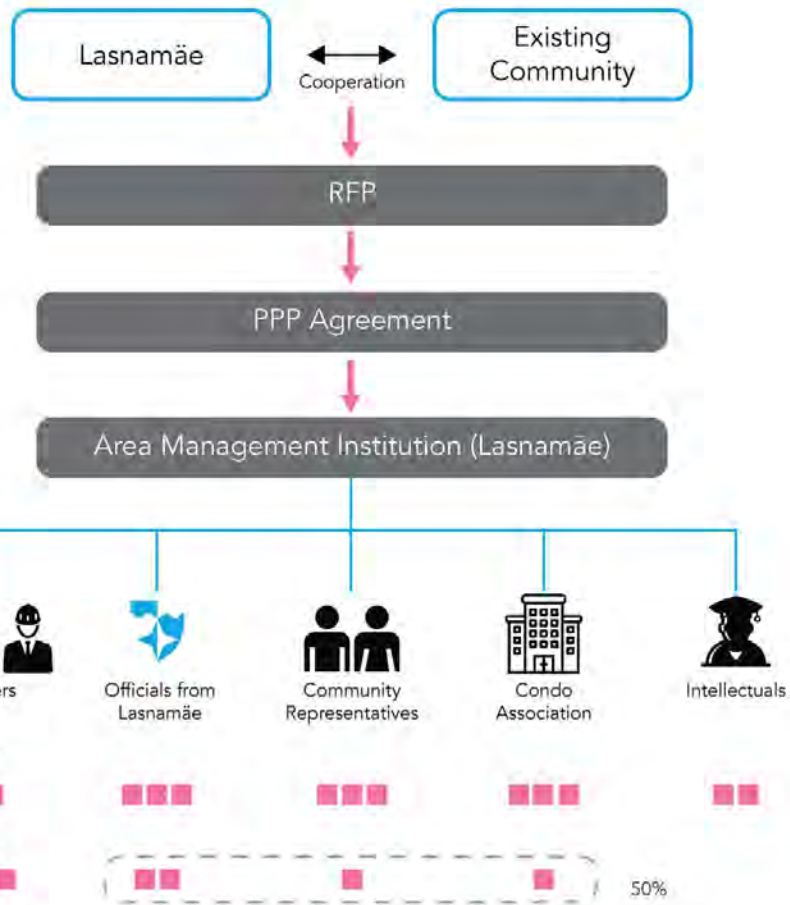 Lasnamäe
Existing
Community
Cooperation
RFP
PPP Agreement
Area Management Institution (Lasnamäe)
ers
Officials from
Lasnamäe
Community
Representatives
Condo
Association
Intellectuals
50%